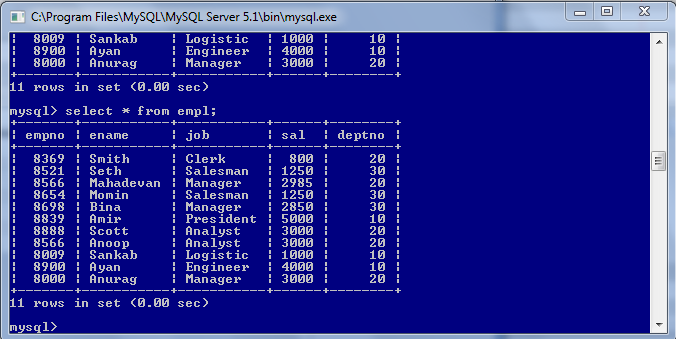 C:\Program Files\MySQL\MySQL Server 5.1\bin\mysql.exe
| 8009 | Sankab | Logistic | 1000 | 10 |
| 8900 | Ayan | Engineer | 4000 | 10 |
| 8000 | Anurag | Manager | 3000 | 20 |
+-------+-----------+-----------+------+--------+
11 rows in set (0.00 sec)
mysql> select * from empl;
+-------+-----------+-----------+------+--------+
| empno | ename | job | sal | deptno |
+-------+-----------+-----------+------+--------+
| 8369 | Smith | Clerk | 800 | 20 |
| 8521 | Seth | Salesman | 1250 | 30 |
| 8566 | Mahadevan | Manager | 2985 | 20 |
| 8654 | Momin | Salesman | 1250 | 30 |
| 8698 | Bina | Manager | 2850 | 30 |
| 8839 | Amir | President | 5000 | 10 |
| 8888 | Scott | Analyst | 3000 | 20 |
| 8566 | Anoop | Analyst | 3000 | 20 |
| 8009 | Sankab | Logistic | 1000 | 10 |
| 8900 | Ayan | Engineer | 4000 | 10 |
| 8000 | Anurag | Manager | 3000 | 20 |
+-------+-----------+-----------+------+--------+
11 rows in set (0.00 sec)
mysql>